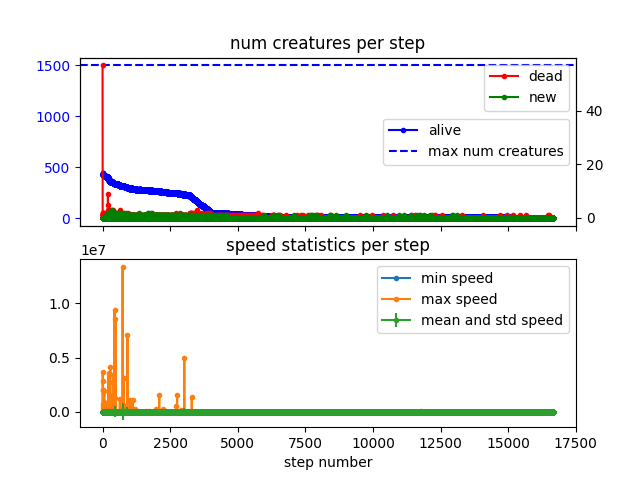 num creatures per step
1500
1000
500
0
40
20
0
dead
new
alive
max num creatures
speed statistics per step
1e7
1.0
0.5
0.0
min speed
max speed
mean and std speed
0 2500 5000 7500 10000 12500 15000 17500
step number